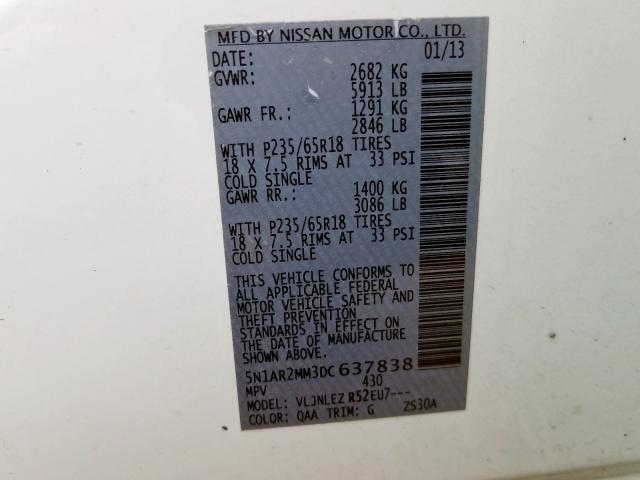 MFD BY NISSAN MOTOR CO., LTD.
DATE: 01/13
GVWR: 2682 KG
5913 LB
GAWR FR.: 1291 KG
2846 LB
WITH P235/65R18 TIRES
18 X 7.5 RIMS AT 33 PSI
COLD SINGLE
GAWR RR.: 1400 KG
3086 LB
WITH P235/65R18 TIRES
18 X 7.5 RIMS AT 33 PSI
COLD SINGLE
THIS VEHICLE CONFORMS TO
ALL APPLICABLE FEDERAL
MOTOR VEHICLE SAFETY AND
THEFT PREVENTION
STANDARDS IN EFFECT ON
THE DATE OF MANUFACTURE
SHOWN ABOVE.
5N1AR2MM3DC637838
MPV 430
MODEL: VLJNLEZ R52EU7---
COLOR: QAA TRIM: G ZS30A